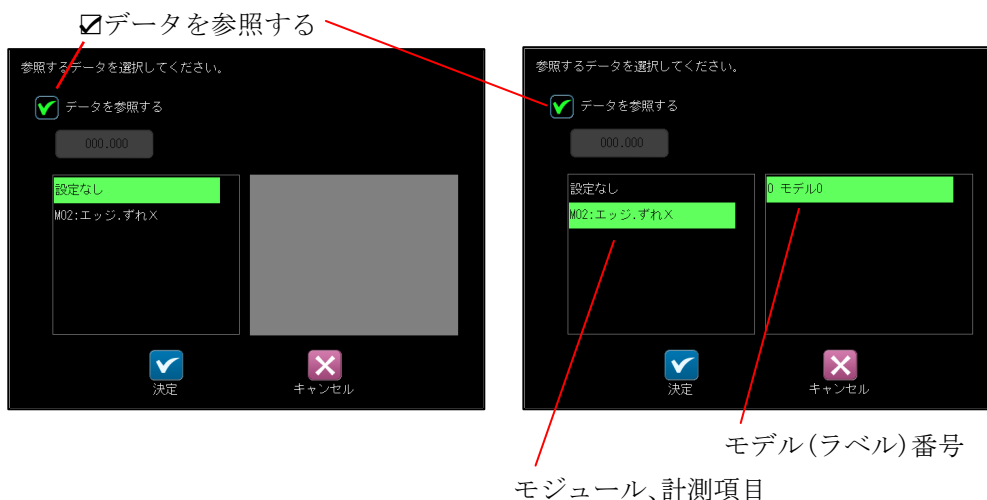 ☑データを参照する
参照するデータを選択してください。
データを参照する
000.000
設定なし
M02:エッジ.ずれX
決定
キャンセル
参照するデータを選択してください。
データを参照する
000.000
設定なし
M02:エッジ.ずれX
0 モデル0
決定
キャンセル
モデル(ラベル)番号
モジュール、計測項目